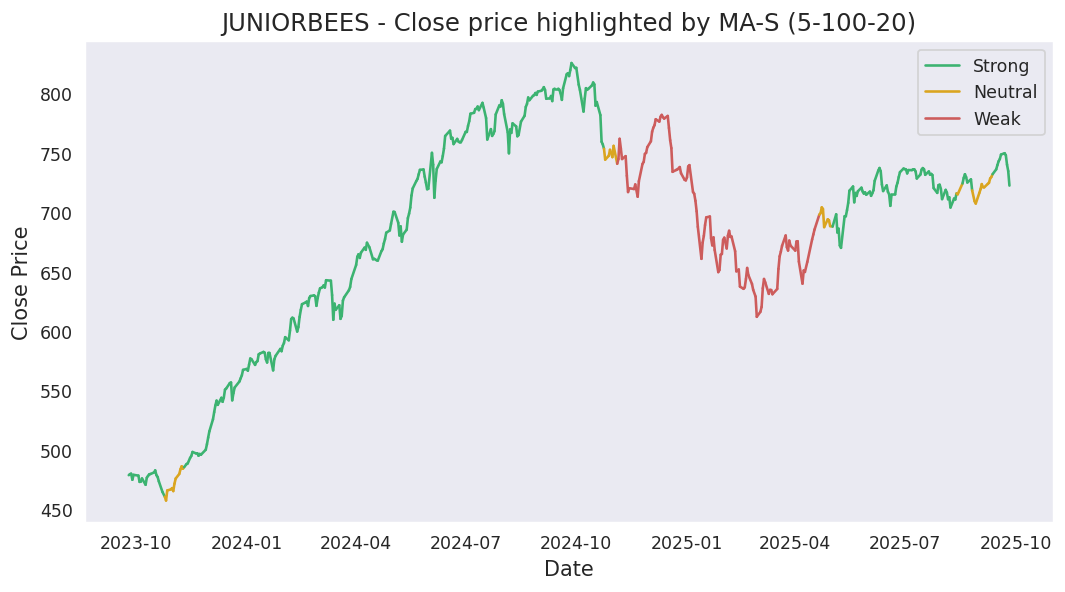 JUNIORBEES - Close price highlighted by MA-S (5-100-20)
Strong
Neutral
Weak
Close Price
800
750
700
650
600
550
500
450
2023-10 2024-01 2024-04 2024-07 2024-10 2025-01 2025-04 2025-07 2025-10
Date